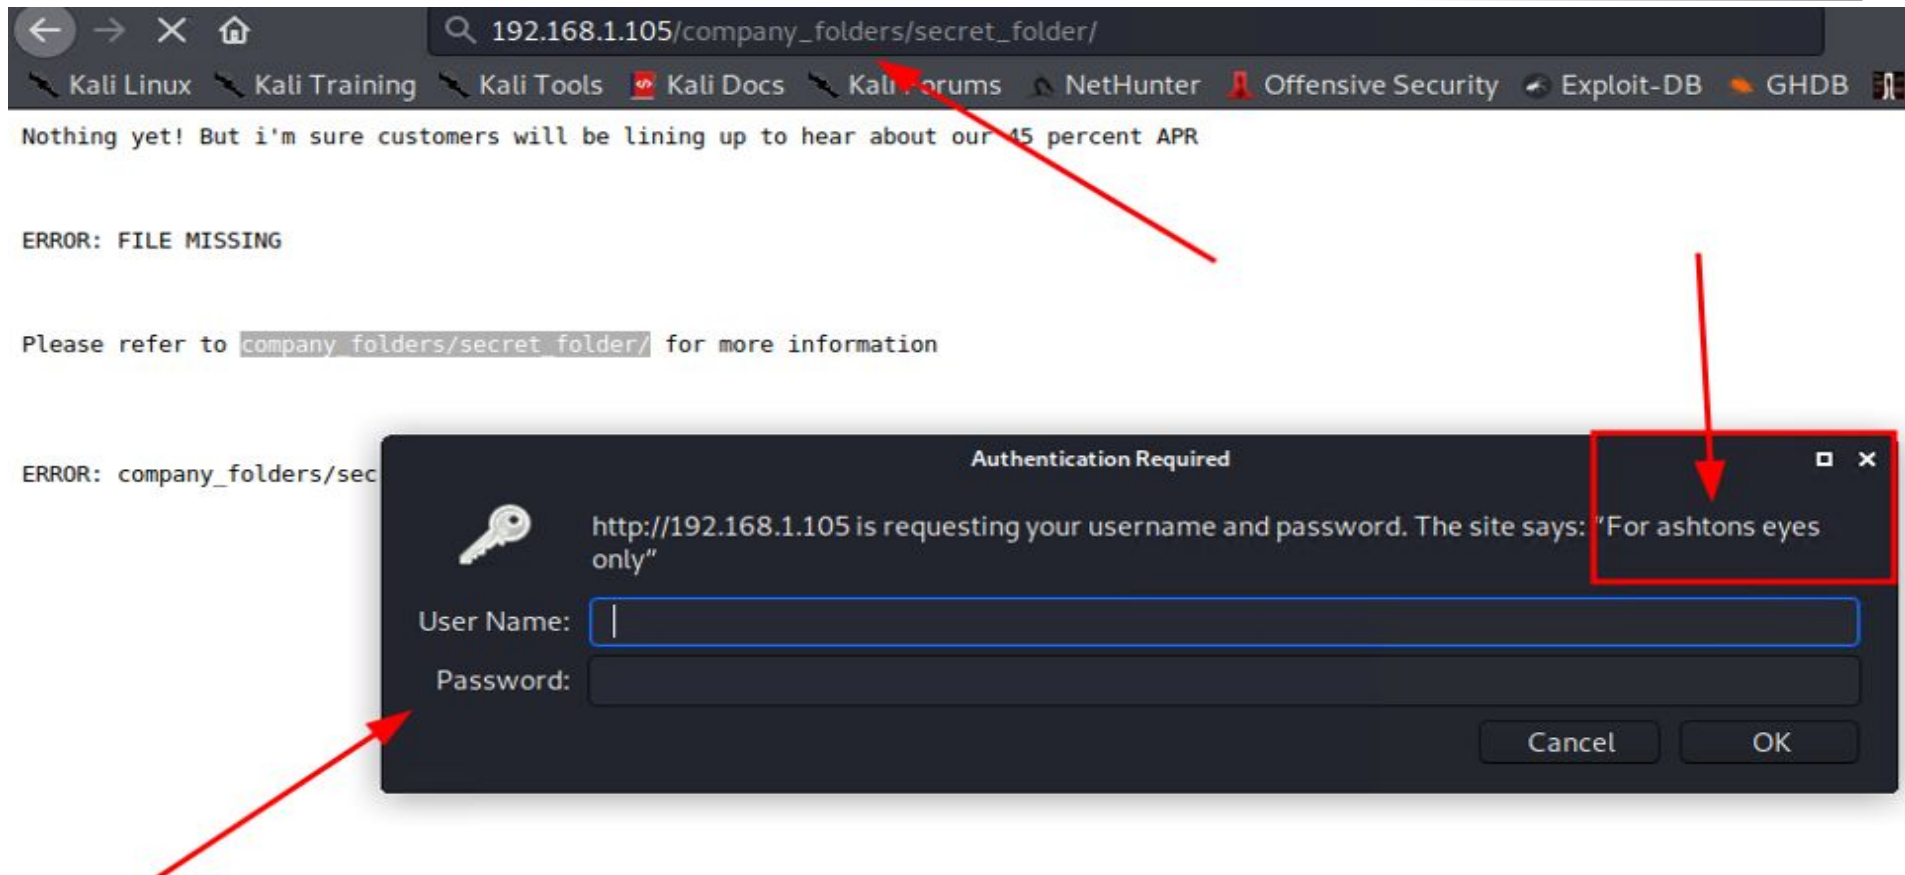 192.168.1.105/company_folders/secret_folder/
Kali Linux Kali Training Kali Tools Kali Docs Kali Forums NetHunter Offensive Security Exploit-DB GHDB
Nothing yet! But i'm sure customers will be lining up to hear about our 45 percent APR
ERROR: FILE MISSING
Please refer to company_folders/secret_folder/ for more information
ERROR: company_folders/sec
Authentication Required
http://192.168.1.105 is requesting your username and password. The site says: “For ashtons eyes
only”
User Name:
Password:
Cancel OK